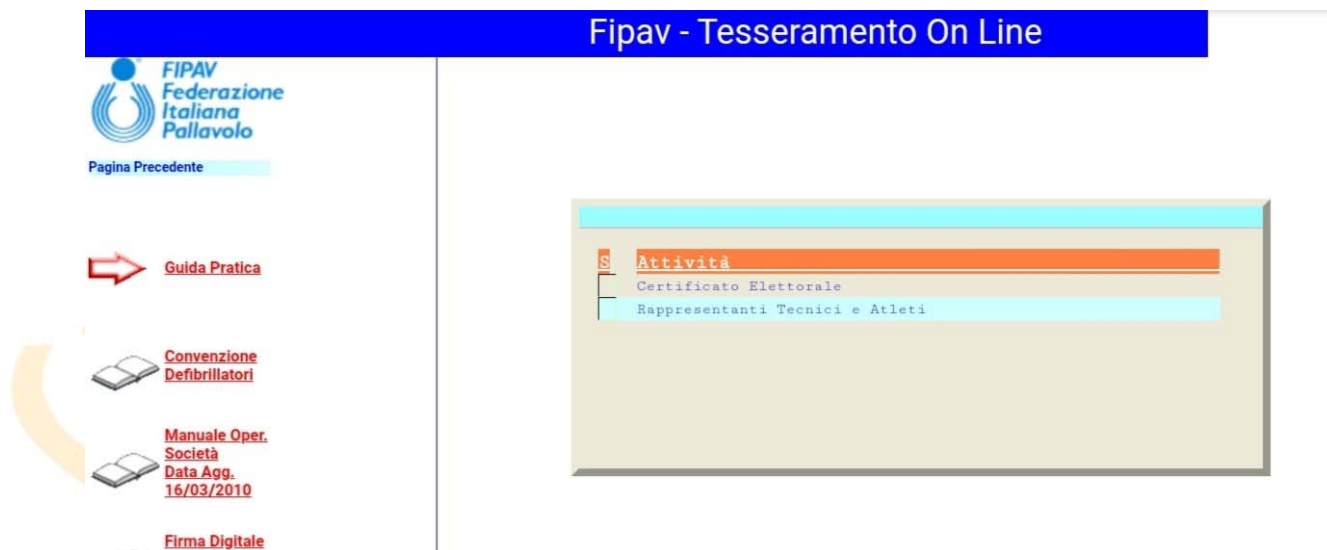 Fipav - Tesseramento On Line
FIPAV
Federazione
Italiana
Pallavolo
Pagina Precedente
Guida Pratica
Convenzione
Defibrillatori
Manuale Oper.
Società
Data Agg.
16/03/2010
Firma Digitale
S Attività
Certificato Elettorale
Rappresentanti Tecnici e Atleti